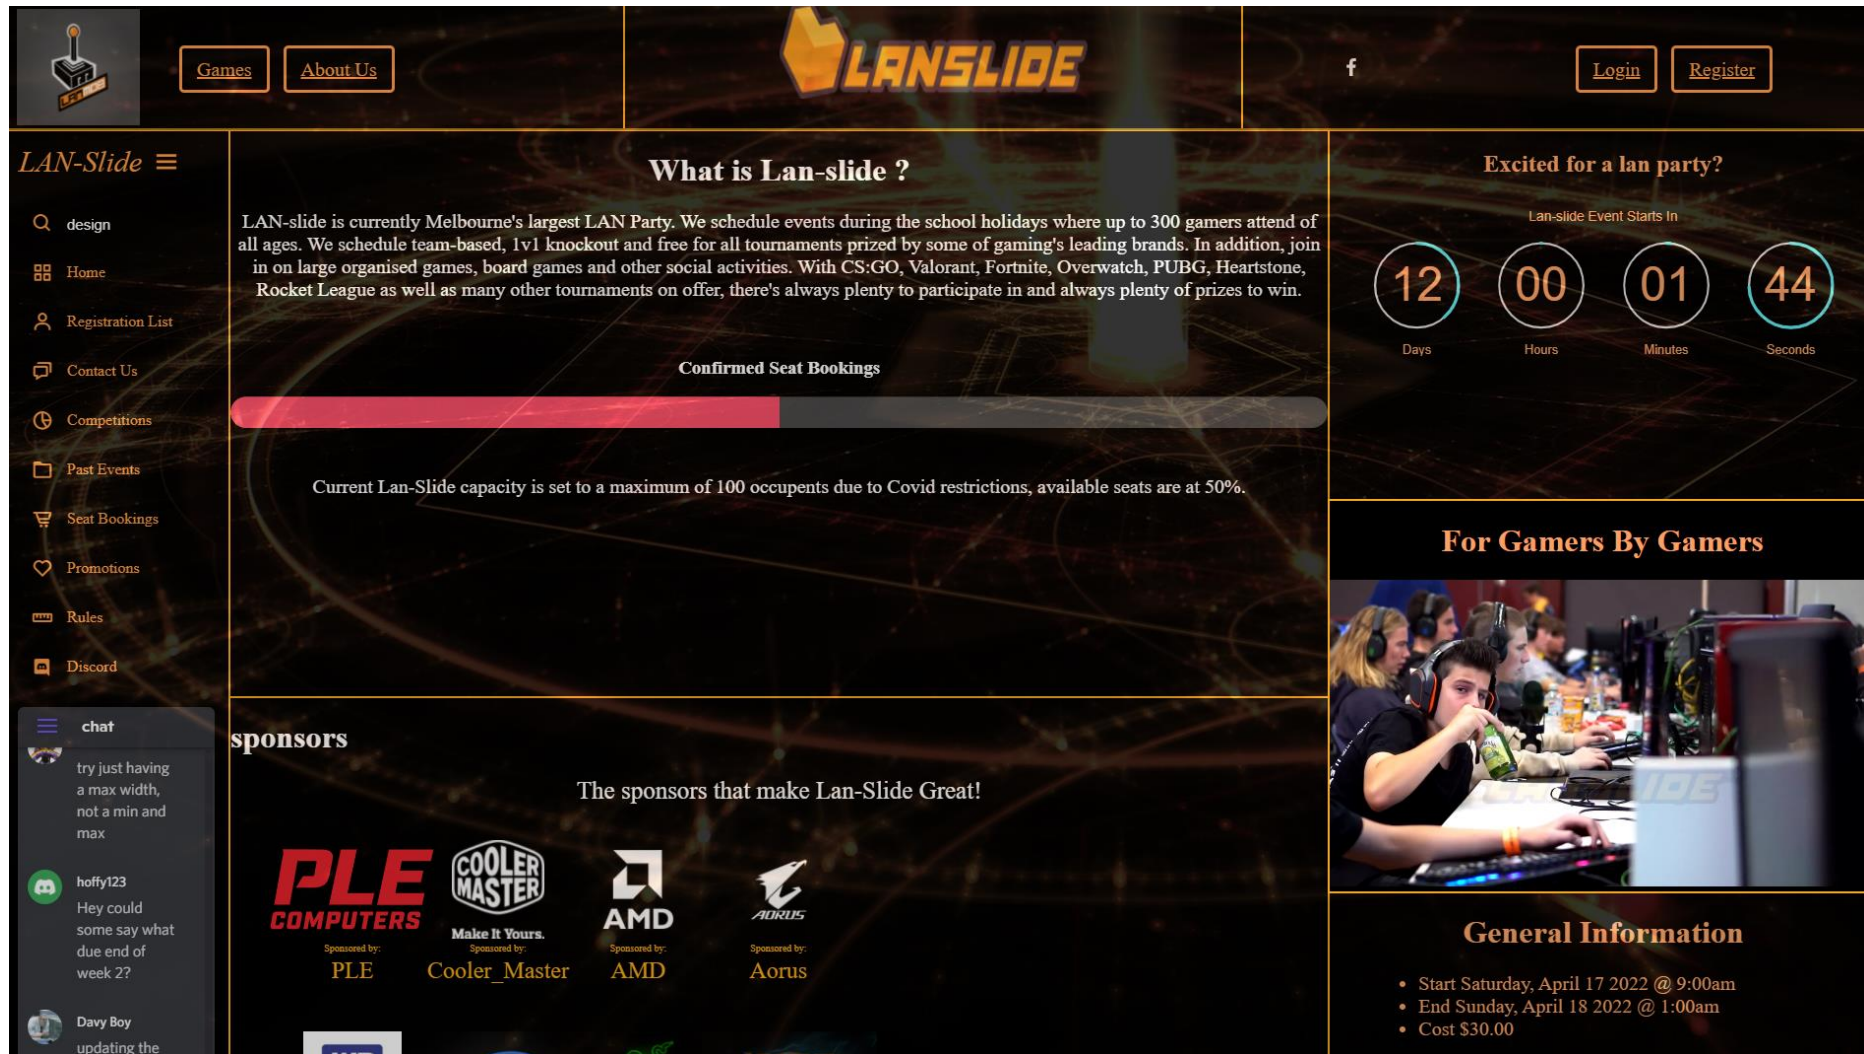 Games
About Us
LANSLIDE
Login
Register
LAN-Slide
design
Home
Registration List
Contact Us
Competitions
Past Events
Seat Bookings
Promotions
Rules
Discord
chat
try just having
a max width,
not a min and
max
hoffy123
Hey could
some say what
due end of
week 2?
Davy Boy
updating the
What is Lan-slide ?
LAN-slide is currently Melbourne's largest LAN Party. We schedule events during the school holidays where up to 300 gamers attend of
all ages. We schedule team-based, 1v1 knockout and free for all tournaments prized by some of gaming's leading brands. In addition, join
in on large organised games, board games and other social activities. With CS:GO, Valorant, Fortnite, Overwatch, PUBG, Heartstone,
Rocket League as well as many other tournaments on offer, there's always plenty to participate in and always plenty of prizes to win.
Confirmed Seat Bookings
Current Lan-Slide capacity is set to a maximum of 100 occupents due to Covid restrictions, available seats are at 50%.
sponsors
The sponsors that make Lan-Slide Great!
PLE
COMPUTERS
Sponsored by:
PLE
COOLER
MASTER
Make It Yours.
Sponsored by:
Cooler_Master
AMD
Sponsored by:
AMD
AORUS
Sponsored by:
Aorus
Excited for a lan party?
Lan-slide Event Starts In
12 00 01 44
Days Hours Minutes Seconds
For Gamers By Gamers
LANSLIDE
General Information
• Start Saturday, April 17 2022 @ 9:00am
• End Sunday, April 18 2022 @ 1:00am
• Cost $30.00